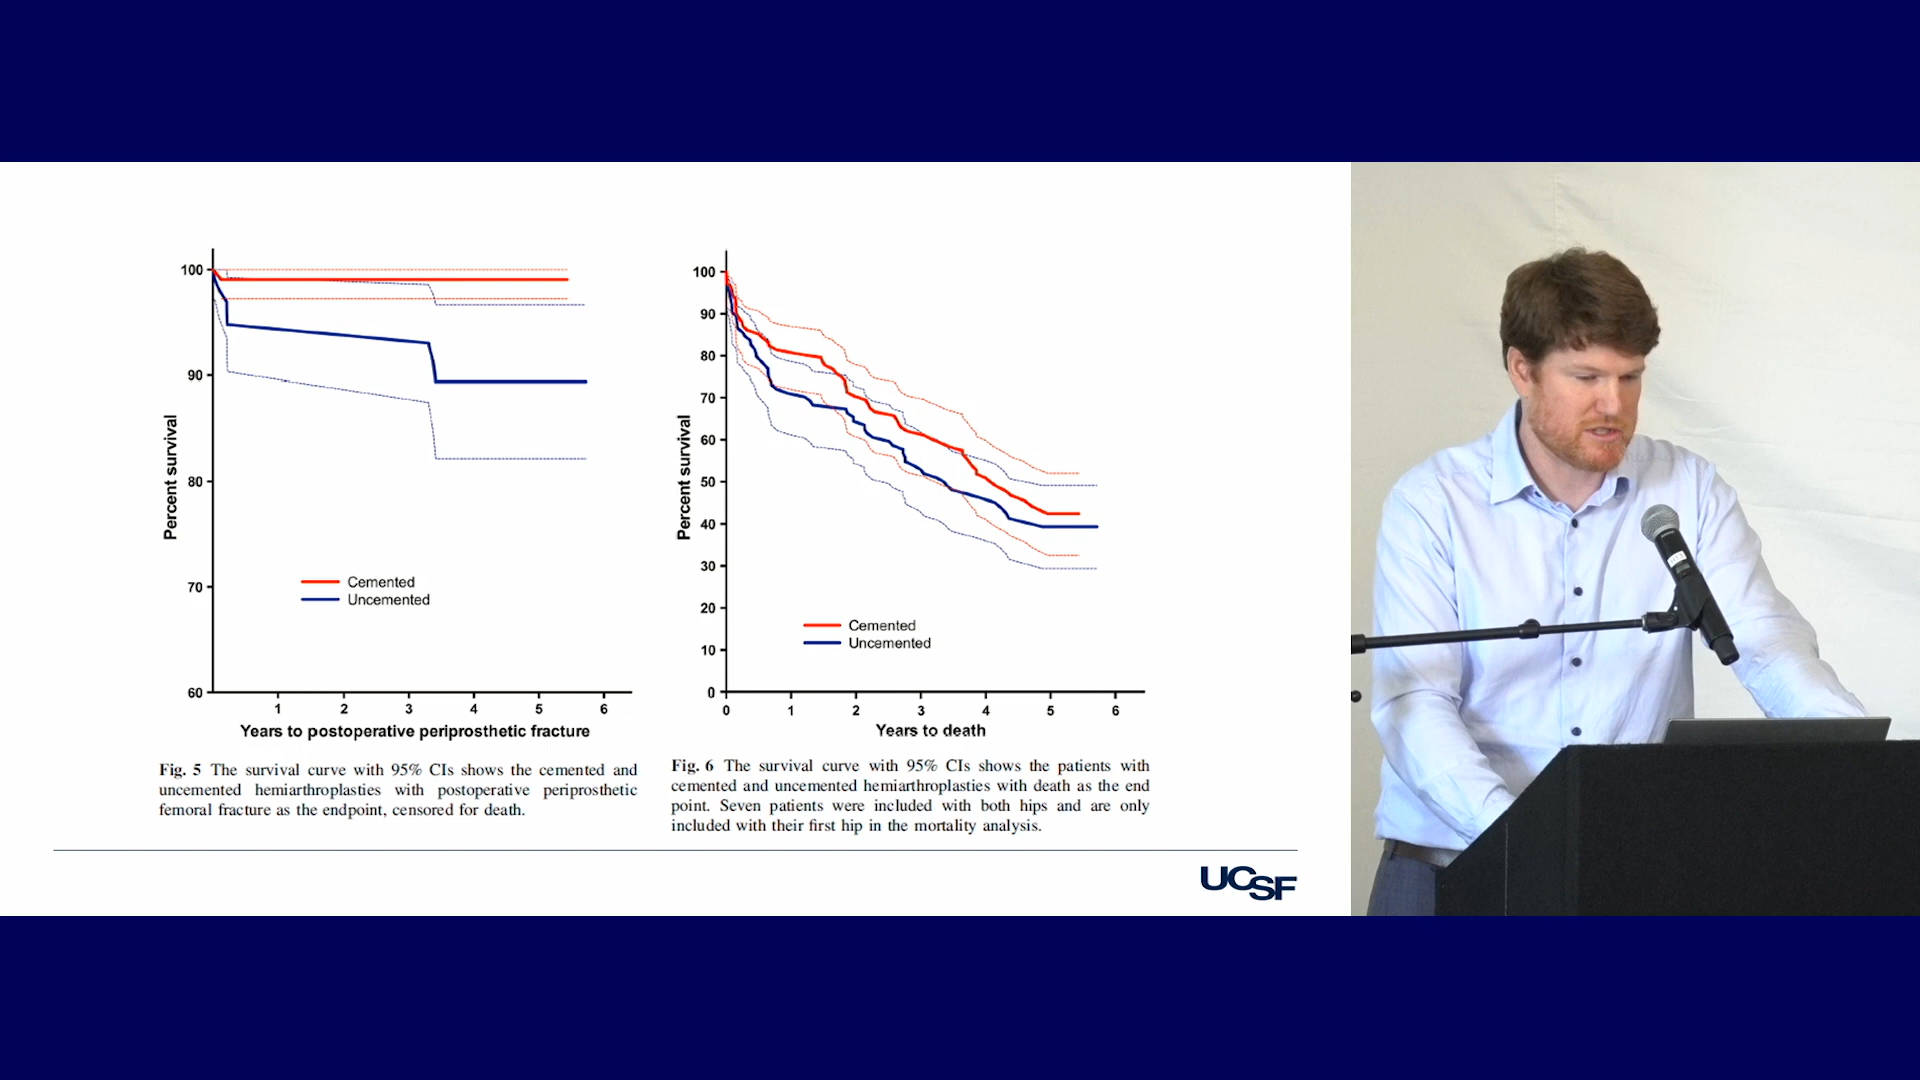 100
90
80
70
60
Percent survival
Cemented
Uncemented
1 2 3 4 5 6
Years to postoperative periprosthetic fracture
Fig. 5 The survival curve with 95% CIs shows the cemented and
uncemented hemiarthroplasties with postoperative periprosthetic
femoral fracture as the endpoint, censored for death.
100
90
80
70
60
50
40
30
20
10
0
Percent survival
Cemented
Uncemented
0 1 2 3 4 5 6
Years to death
Fig. 6 The survival curve with 95% CIs shows the patients with
cemented and uncemented hemiarthroplasties with death as the end
point. Seven patients were included with both hips and are only
included with their first hip in the mortality analysis.
UCSF